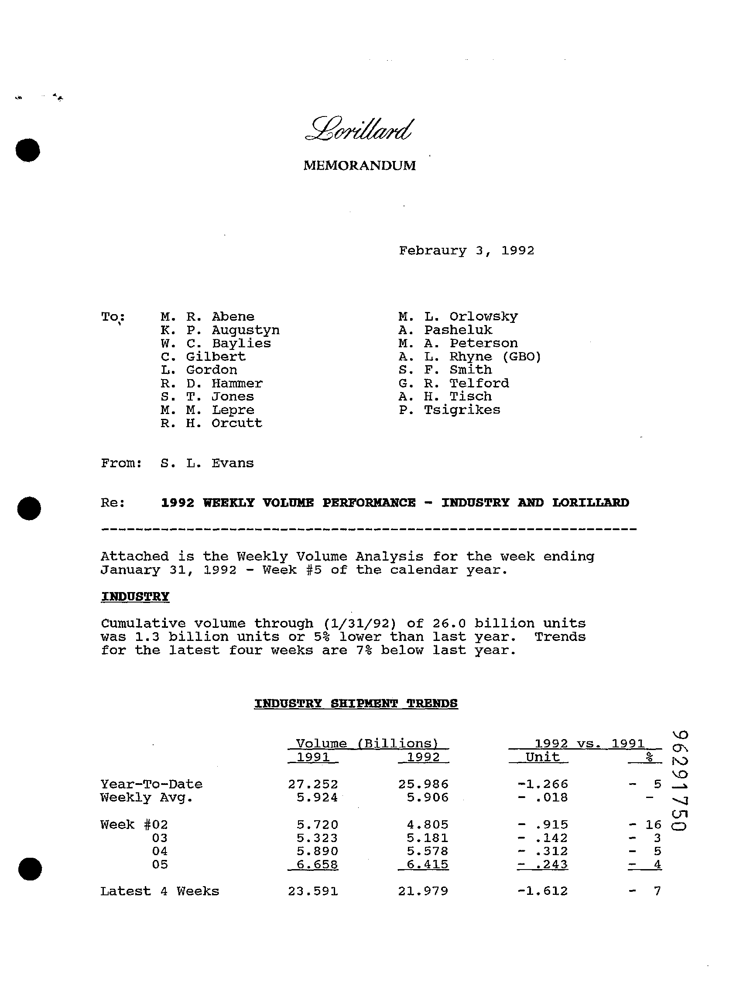 Lorillard
MEMORANDUM
Febraury 3, 1992
To: M. R. Abene M. L. Orlowsky
K. P. Augustyn A. Pasheluk
W. C. Baylies M. A. Peterson
C. Gilbert A. L. Rhyne (GBO)
L. Gordon S. F. Smith
R. D. Hammer G. R. Telford
S. T. Jones A. H. Tisch
M. M. Lepre P. Tsigrikes
R. H. Orcutt
From: S. L. Evans
Re: 1992 WEEKLY VOLUME PERFORMANCE - INDUSTRY AND LORILLARD
---------------------------------------------------------------
Attached is the Weekly Volume Analysis for the week ending
January 31, 1992 - Week #5 of the calendar year.
INDUSTRY
Cumulative volume through (1/31/92) of 26.0 billion units
was 1.3 billion units or 5% lower than last year. Trends
for the latest four weeks are 7% below last year.
INDUSTRY SHIPMENT TRENDS
Volume (Billions) 1992 vs. 1991
1991 1992 Unit %
Year-To-Date 27.252 25.986 -1.266 - 5
Weekly Avg. 5.924 5.906 - .018 -
Week #02 5.720 4.805 - .915 - 16
03 5.323 5.181 - .142 - 3
04 5.890 5.578 - .312 - 5
05 6.658 6.415 - .243 - 4
Latest 4 Weeks 23.591 21.979 -1.612 - 7
96291750